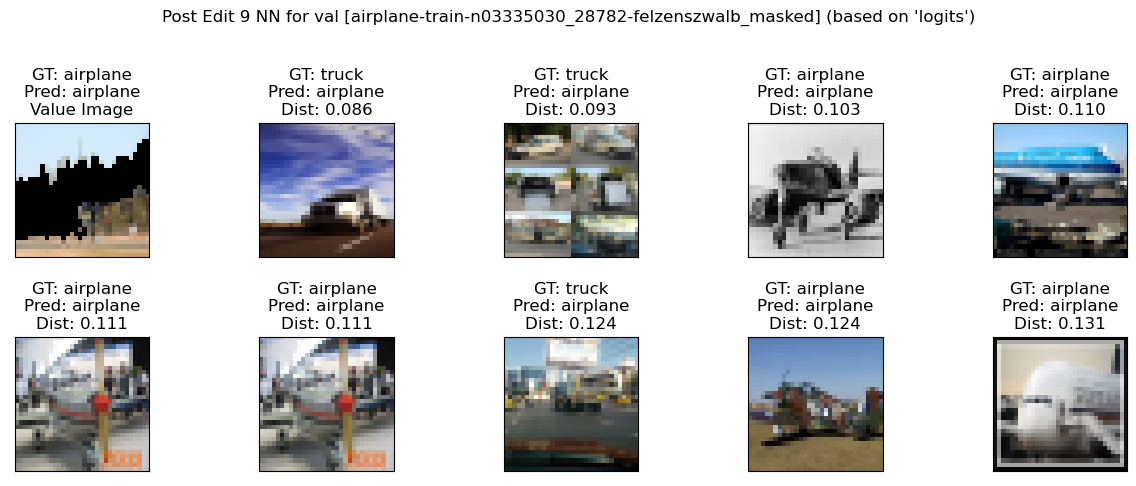 Post Edit 9 NN for val [airplane-train-n03335030_28782-felzenszwalb_masked] (based on 'logits')
GT: airplane
Pred: airplane
Value Image
GT: truck
Pred: airplane
Dist: 0.086
GT: truck
Pred: airplane
Dist: 0.093
GT: airplane
Pred: airplane
Dist: 0.103
GT: airplane
Pred: airplane
Dist: 0.110
GT: airplane
Pred: airplane
Dist: 0.111
GT: airplane
Pred: airplane
Dist: 0.111
GT: truck
Pred: airplane
Dist: 0.124
GT: airplane
Pred: airplane
Dist: 0.124
GT: airplane
Pred: airplane
Dist: 0.131